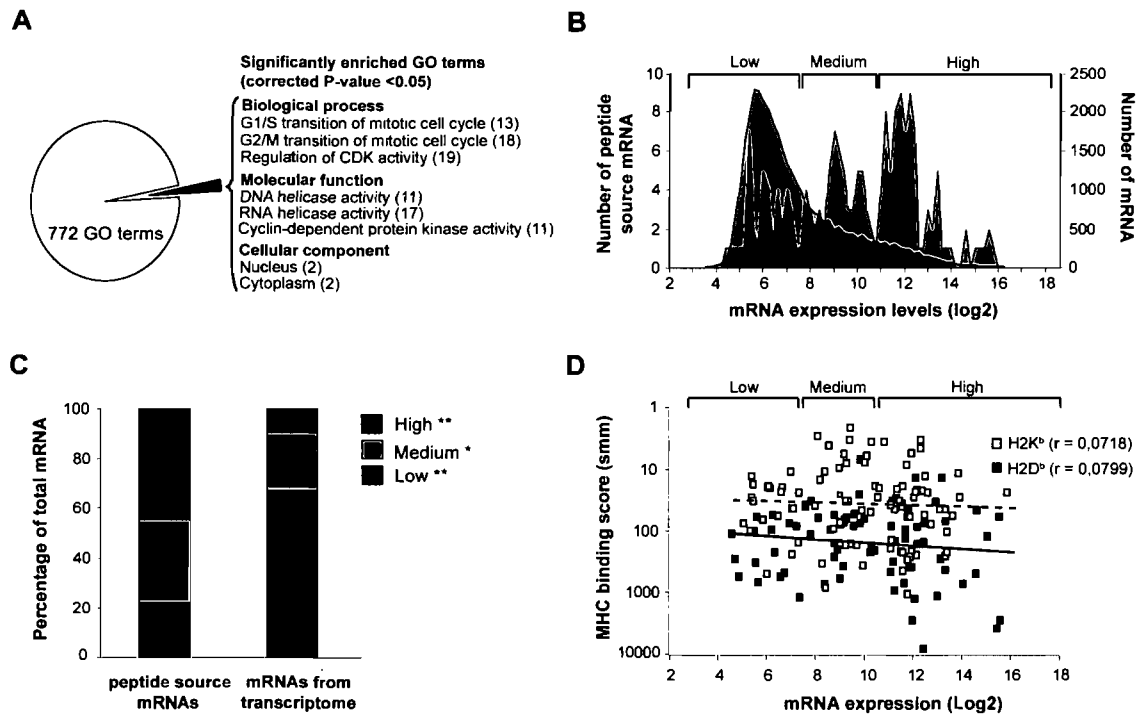 A
Significantly enriched GO terms
(corrected P-value <0.05)
Biological process
G1/S transition of mitotic cell cycle (13)
G2/M transition of mitotic cell cycle (18)
Regulation of CDK activity (19)
Molecular function
DNA helicase activity (11)
RNA helicase activity (17)
Cyclin-dependent protein kinase activity (11)
Cellular component
Nucleus (2)
Cytoplasm (2)
772 GO terms
B
Low
Medium
High
Number of peptide
source mRNA
10
8
6
4
2
0
2500
2000
1500
1000
500
0
Number of mRNA
2 4 6 8 10 12 14 16 18
mRNA expression levels (log2)
C
Percentage of total mRNA
100
80
60
40
20
0
High **
Medium *
Low **
peptide source
mRNAs
mRNAs from
transcriptome
D
Low
Medium
High
MHC binding score (smm)
1
10
100
1000
10000
H2Kᵇ (r = 0,0718)
H2Dᵇ (r = 0,0799)
2 4 6 8 10 12 14 16 18
mRNA expression (Log2)